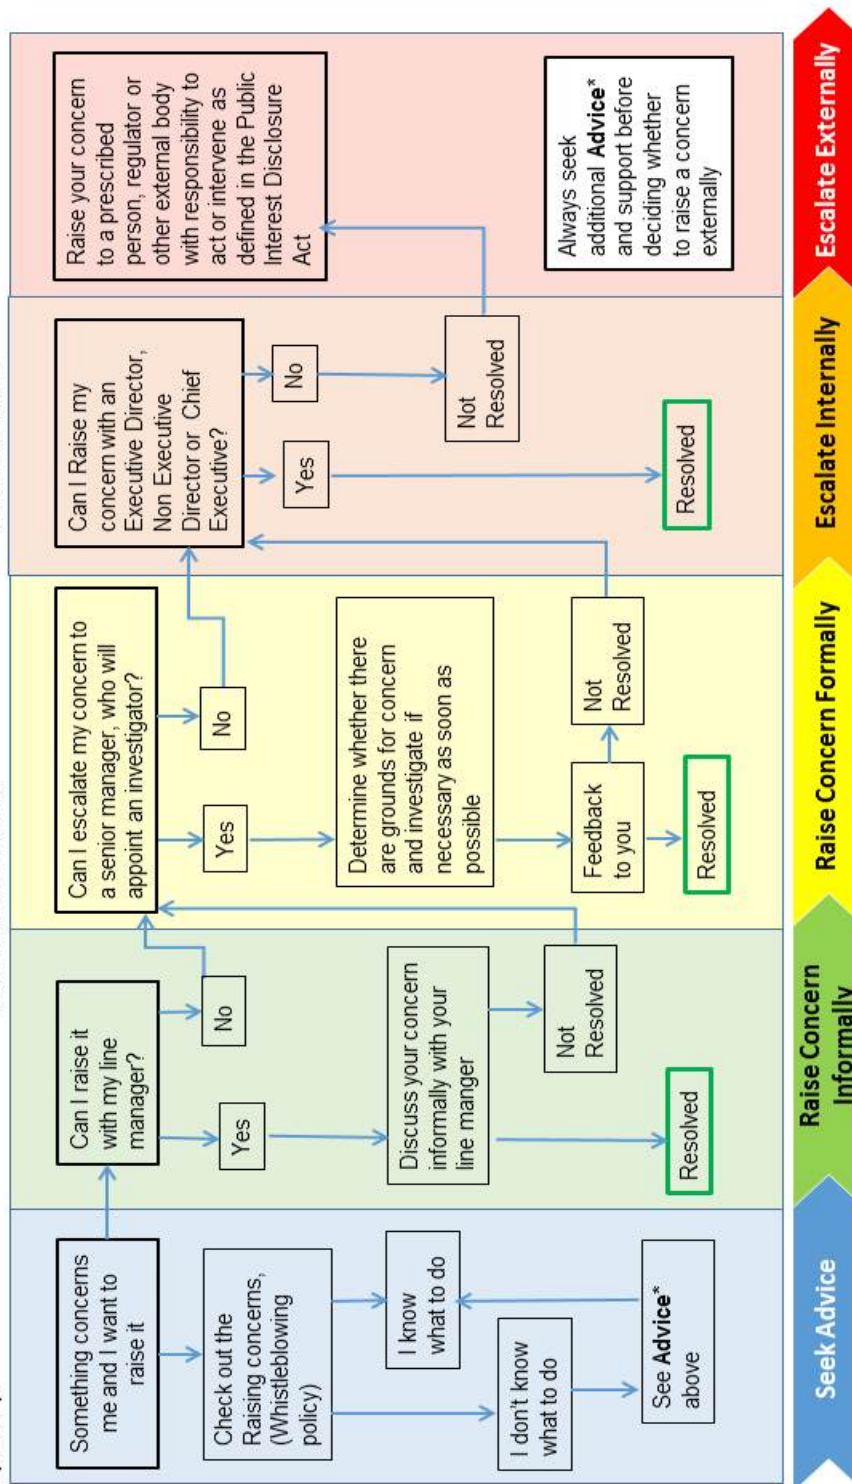 Something concerns
me and I want to
raise it
Check out the
Raising concerns,
(Whistleblowing
policy)
I know
what to do
I don't know
what to do
See Advice*
above
Seek Advice
Can I raise it
with my line
manager?
Yes
No
Discuss your concern
informally with your
line manger
Not
Resolved
Resolved
Raise Concern
Informally
Can I escalate my concern to
a senior manager, who will
appoint an investigator?
Yes
No
Determine whether there
are grounds for concern
and investigate if
necessary as soon as
possible
Feedback
to you
Not
Resolved
Resolved
Raise Concern Formally
Can I Raise my
concern with an
Executive Director,
Non Executive
Director or Chief
Executive?
Yes
No
Not
Resolved
Resolved
Escalate Internally
Raise your concern
to a prescribed
person, regulator or
other external body
with responsibility to
act or intervene as
defined in the Public
Interest Disclosure
Act
Always seek
additional Advice*
and support before
deciding whether
to raise a concern
externally
Escalate Externally